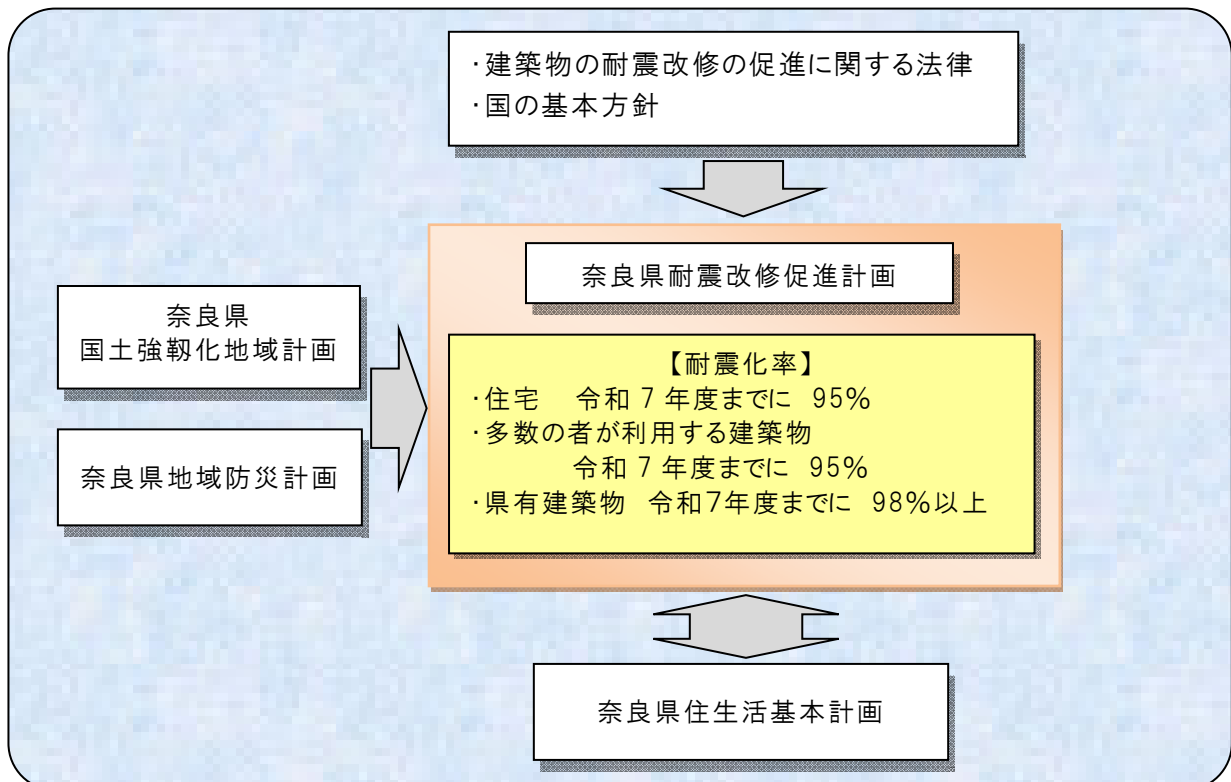 ・建築物の耐震改修の促進に関する法律
・国の基本方針
奈良県耐震改修促進計画
奈良県
国土強靱化地域計画
奈良県地域防災計画
【耐震化率】
・住宅　令和 7 年度までに 95%
・多数の者が利用する建築物
令和 7 年度までに 95%
・県有建築物 令和7年度までに 98%以上
奈良県住生活基本計画